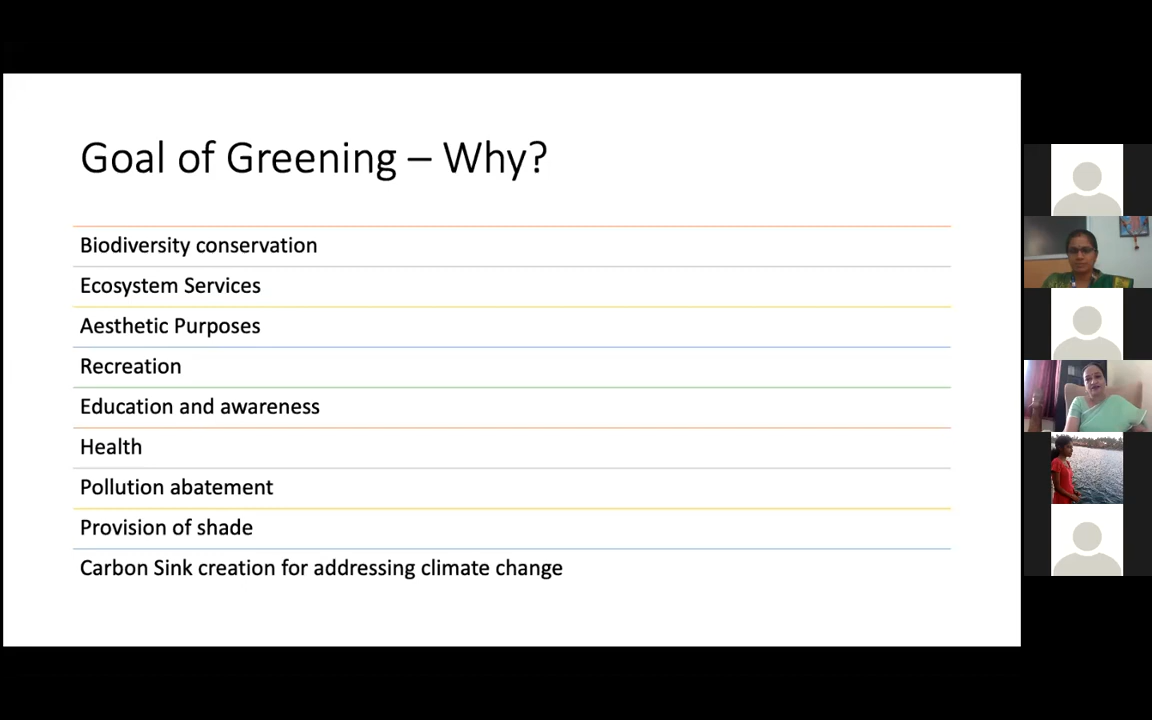 Goal of Greening – Why?
Biodiversity conservation
Ecosystem Services
Aesthetic Purposes
Recreation
Education and awareness
Health
Pollution abatement
Provision of shade
Carbon Sink creation for addressing climate change